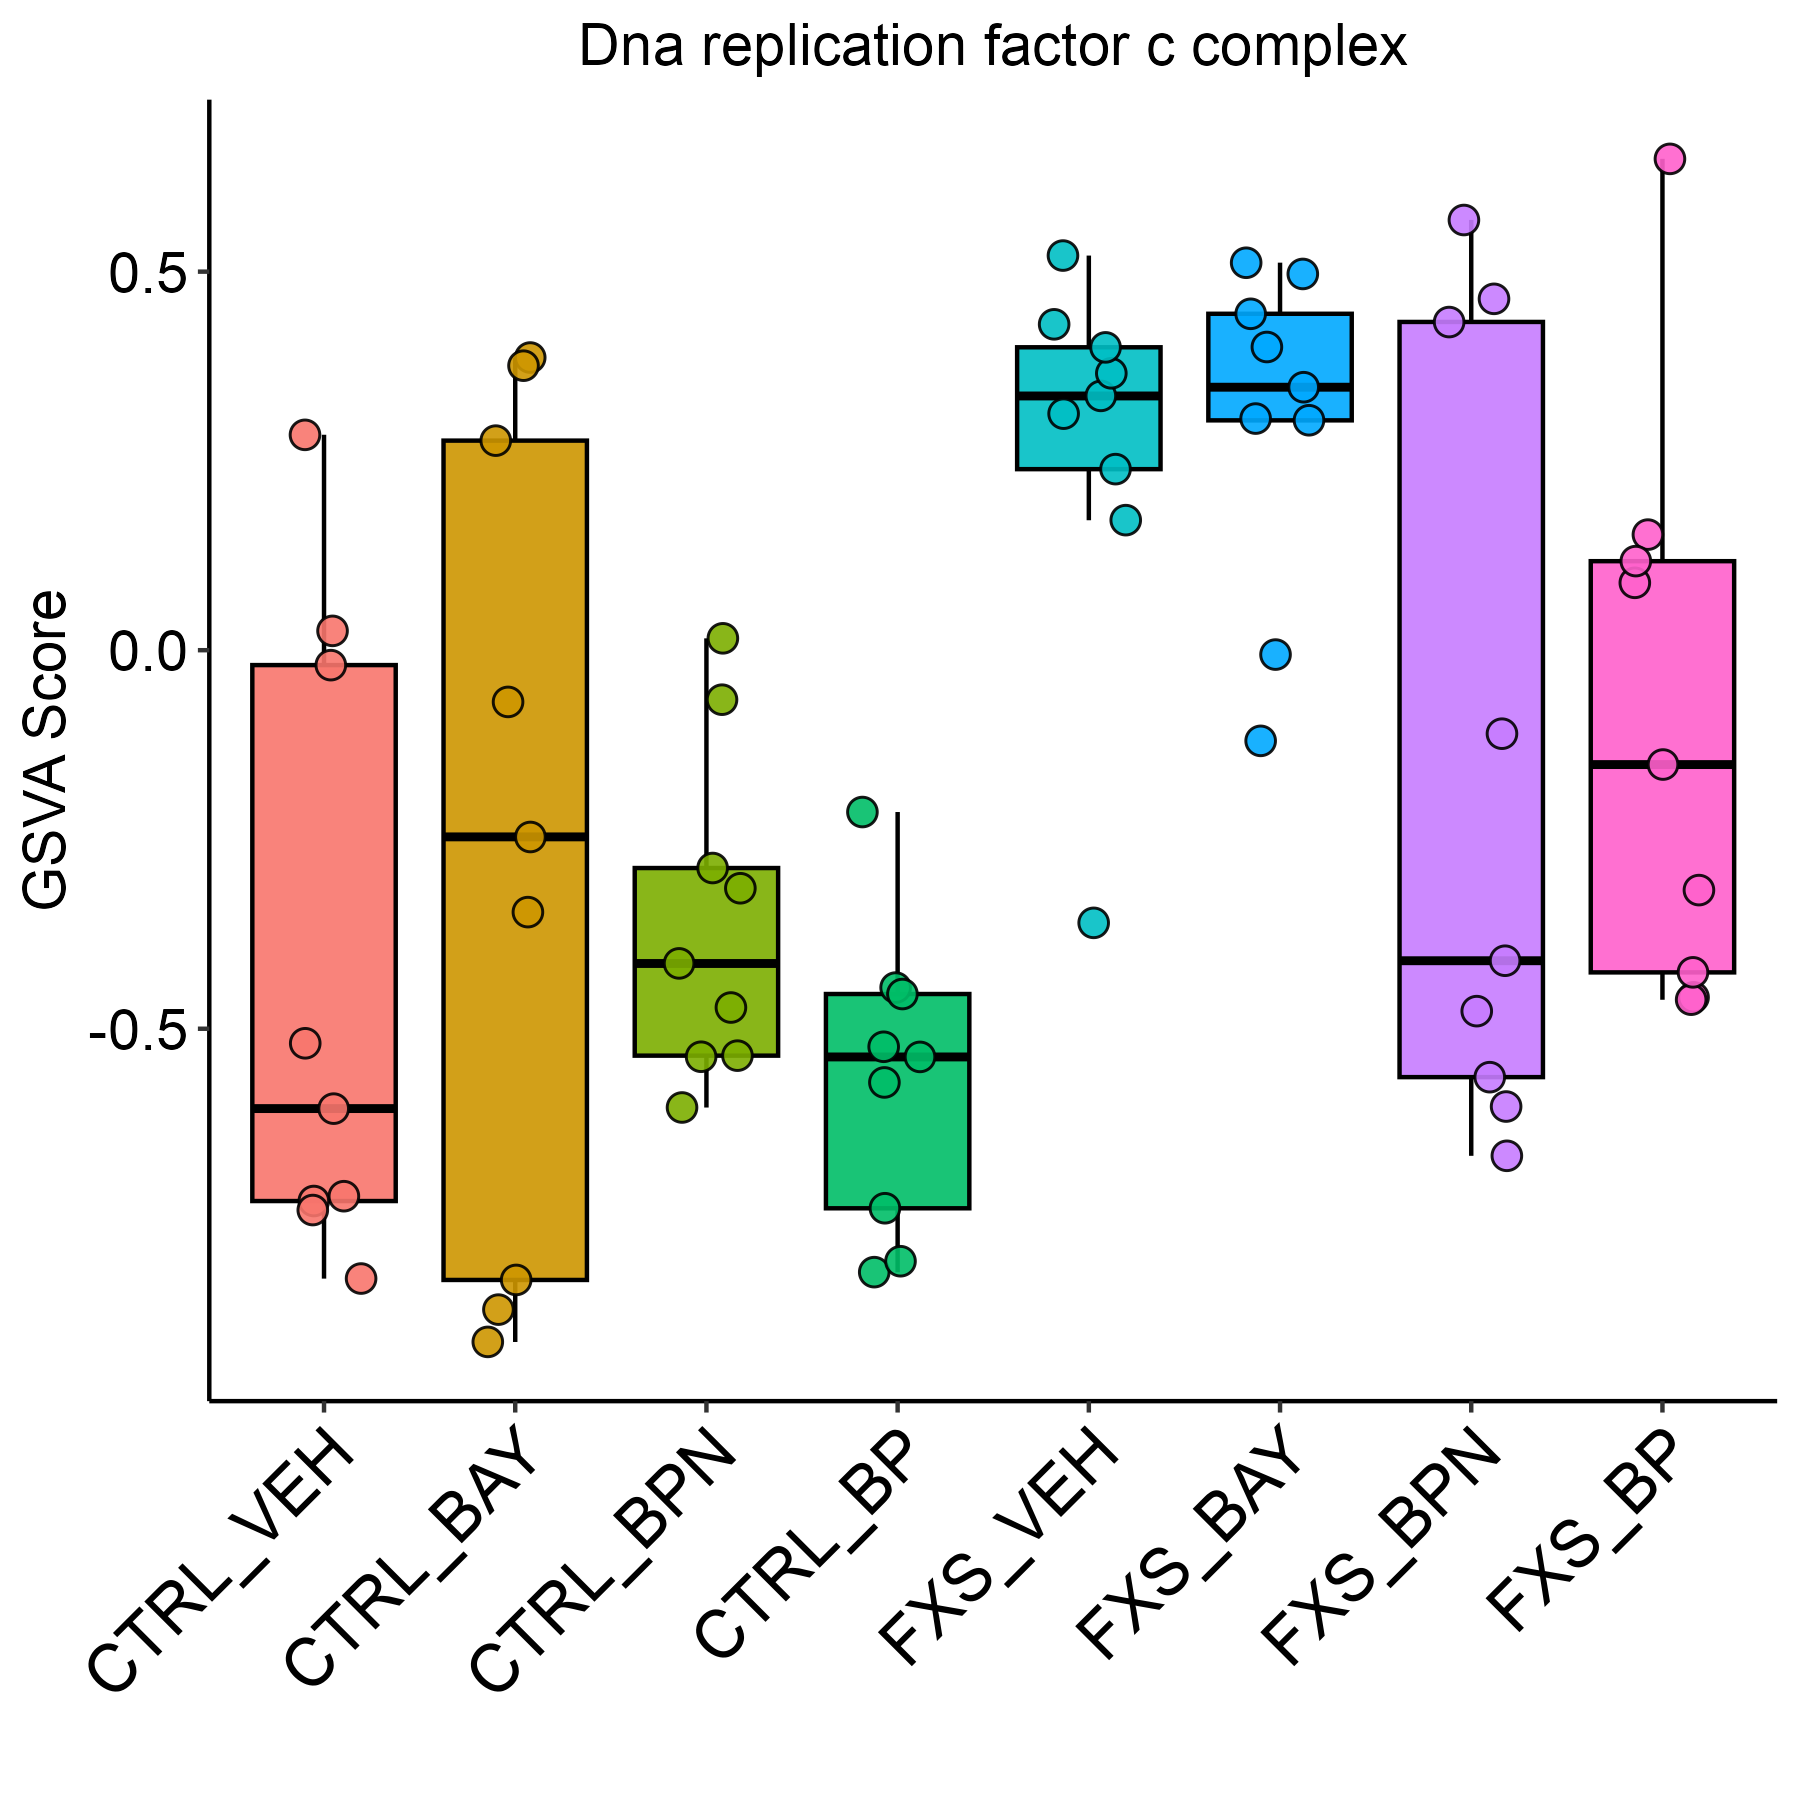 Dna replication factor c complex
GSVA Score
0.5
0.0
-0.5
CTRL_VEH
CTRL_BAY
CTRL_BPN
CTRL_BP
FXS_VEH
FXS_BAY
FXS_BPN
FXS_BP